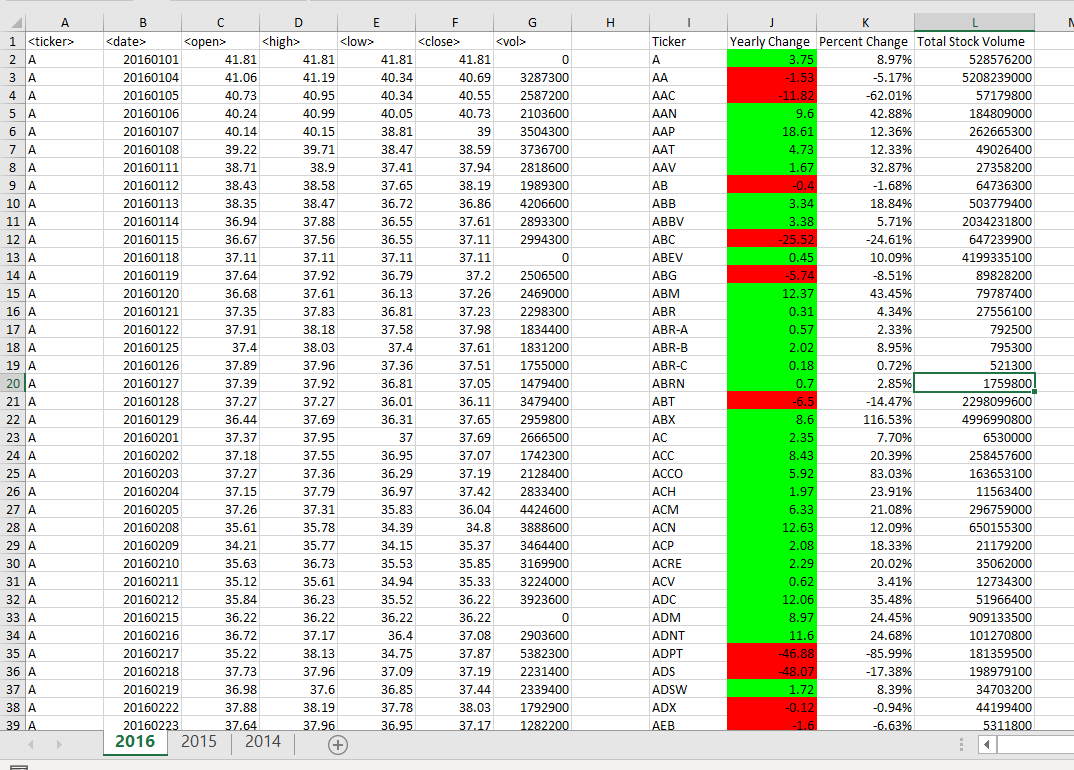 A B C D E F G H I J K L
1 <ticker> <date> <open> <high> <low> <close> <vol> Ticker Yearly Change Percent Change Total Stock Volume
2 A 20160101 41.81 41.81 41.81 41.81 0 A 3.75 8.97% 528576200
3 A 20160104 41.06 41.19 40.34 40.69 3287300 AA -1.53 -5.17% 5208239000
4 A 20160105 40.73 40.95 40.34 40.55 2587200 AAC -11.82 -62.01% 57179800
5 A 20160106 40.24 40.99 40.05 40.73 2103600 AAN 9.6 42.88% 184809000
6 A 20160107 40.14 40.15 38.81 39 3504300 AAP 18.61 12.36% 262665300
7 A 20160108 39.22 39.71 38.47 38.59 3736700 AAT 4.73 12.33% 49026400
8 A 20160111 38.71 38.9 37.41 37.94 2818600 AAV 1.67 32.87% 27358200
9 A 20160112 38.43 38.58 37.65 38.19 1989300 AB -0.4 -1.68% 64736300
10 A 20160113 38.35 38.47 36.72 36.86 4206600 ABB 3.34 18.84% 503779400
11 A 20160114 36.94 37.88 36.55 37.61 2893300 ABBV 3.38 5.71% 2034231800
12 A 20160115 36.67 37.56 36.55 37.11 2994300 ABC -25.52 -24.61% 647239900
13 A 20160118 37.11 37.11 37.11 37.11 0 ABEV 0.45 10.09% 4199335100
14 A 20160119 37.64 37.92 36.79 37.2 2506500 ABG -5.74 -8.51% 89828200
15 A 20160120 36.68 37.61 36.13 37.26 2469000 ABM 12.37 43.45% 79787400
16 A 20160121 37.35 37.83 36.81 37.23 2298300 ABR 0.31 4.34% 27556100
17 A 20160122 37.91 38.18 37.58 37.98 1834400 ABR-A 0.57 2.33% 792500
18 A 20160125 37.4 38.03 37.4 37.61 1831200 ABR-B 2.02 8.95% 795300
19 A 20160126 37.89 37.96 37.36 37.51 1755000 ABR-C 0.18 0.72% 521300
20 A 20160127 37.39 37.92 36.81 37.05 1479400 ABRN 0.7 2.85% 1759800
21 A 20160128 37.27 37.27 36.01 36.11 3479400 ABT -6.5 -14.47% 2298099600
22 A 20160129 36.44 37.69 36.31 37.65 2959800 ABX 8.6 116.53% 4996990800
23 A 20160201 37.37 37.95 37 37.69 2666500 AC 2.35 7.70% 6530000
24 A 20160202 37.18 37.55 36.95 37.07 1742300 ACC 8.43 20.39% 258457600
25 A 20160203 37.27 37.36 36.29 37.19 2128400 ACCO 5.92 83.03% 163653100
26 A 20160204 37.15 37.79 36.97 37.42 2833400 ACH 1.97 23.91% 11563400
27 A 20160205 37.26 37.31 35.83 36.04 4424600 ACM 6.33 21.08% 296759000
28 A 20160208 35.61 35.78 34.39 34.8 3888600 ACN 12.63 12.09% 650155300
29 A 20160209 34.21 35.77 34.15 35.37 3464400 ACP 2.08 18.33% 21179200
30 A 20160210 35.63 36.73 35.53 35.85 3169900 ACRE 2.29 20.02% 35062000
31 A 20160211 35.12 35.61 34.94 35.33 3224000 ACV 0.62 3.41% 12734300
32 A 20160212 35.84 36.23 35.52 36.22 3923600 ADC 12.06 35.48% 51966400
33 A 20160215 36.22 36.22 36.22 36.22 0 ADM 8.97 24.45% 909133500
34 A 20160216 36.72 37.17 36.4 37.08 2903600 ADNT 11.6 24.68% 101270800
35 A 20160217 35.22 38.13 34.75 37.87 5382300 ADPT -46.88 -85.99% 181359500
36 A 20160218 37.73 37.96 37.09 37.19 2231400 ADS -48.07 -17.38% 198979100
37 A 20160219 36.98 37.6 36.85 37.44 2339400 ADSW 1.72 8.39% 34703200
38 A 20160222 37.88 38.19 37.78 38.03 1792900 ADX -0.12 -0.94% 44199400
39 A 20160223 37.64 37.96 36.95 37.17 1282200 AEB -1.6 -6.63% 5311800
2016 2015 2014